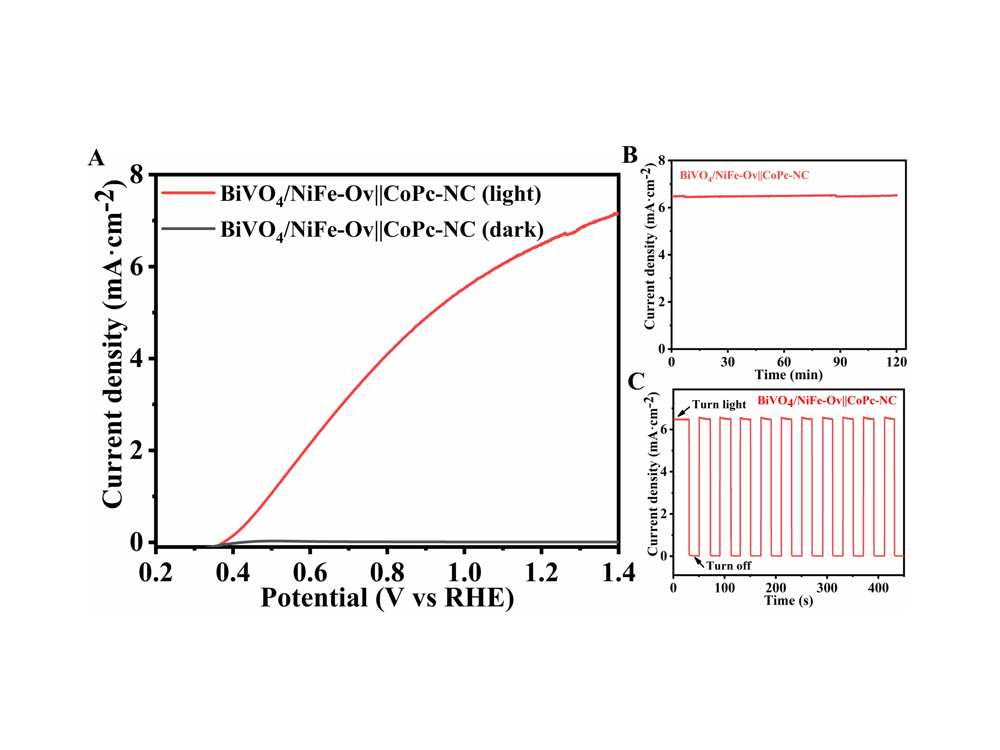 A
8
6
4
2
0
Current density (mA·cm-2)
BiVO4/NiFe-Ov||CoPc-NC (light)
BiVO4/NiFe-Ov||CoPc-NC (dark)
0.2 0.4 0.6 0.8 1.0 1.2 1.4
Potential (V vs RHE)
B
8
6
4
2
0
Current density (mA·cm-2)
BiVO4/NiFe-Ov||CoPc-NC
0 30 60 90 120
Time (min)
C
6
4
2
0
Current density (mA·cm-2)
BiVO4/NiFe-Ov||CoPc-NC
Turn light
Turn off
0 100 200 300 400
Time (s)